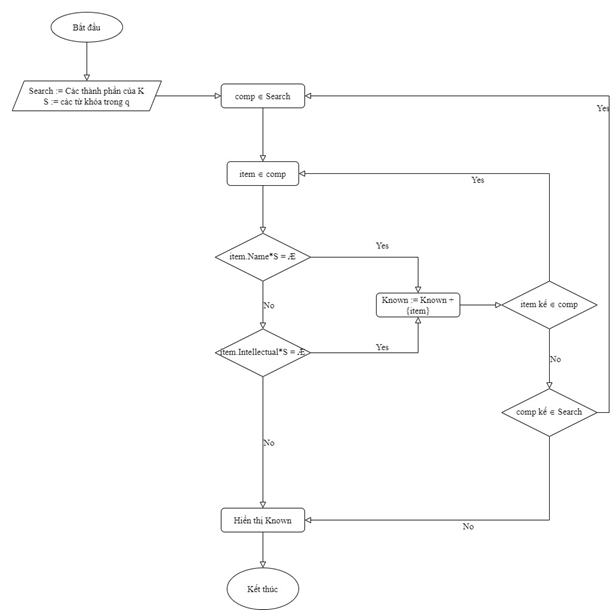 Bắt đầu
Search := Các thành phần của K
S := các từ khóa trong q
comp ∈ Search
Yes
item ∈ comp
Yes
item.Name*S = Æ
Yes
No
Known := Known +
{item}
item kế ∈ comp
item.Intellectual*S = Æ
Yes
No
comp kế ∈ Search
No
Hiển thị Known
No
Kết thúc